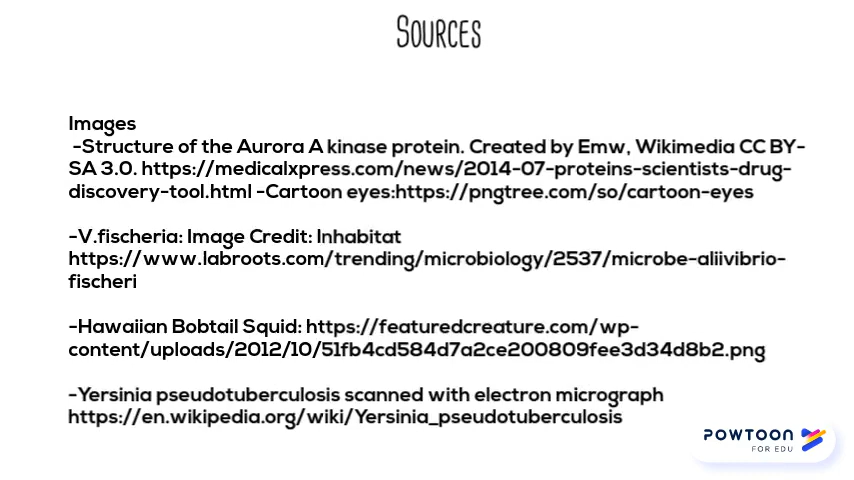 Sources
Images
-Structure of the Aurora A kinase protein. Created by Emw, Wikimedia CC BY-
SA 3.0. https://medicalxpress.com/news/2014-07-proteins-scientists-drug-
discovery-tool.html -Cartoon eyes:https://pngtree.com/so/cartoon-eyes
-V.fischeria: Image Credit: Inhabitat
https://www.labroots.com/trending/microbiology/2537/microbe-aliivibrio-
fischeri
-Hawaiian Bobtail Squid: https://featuredcreature.com/wp-
content/uploads/2012/10/51fb4cd584d7a2ce200809fee3d34d8b2.png
-Yersinia pseudotuberculosis scanned with electron micrograph
https://en.wikipedia.org/wiki/Yersinia_pseudotuberculosis
POWTOON
FOR EDU